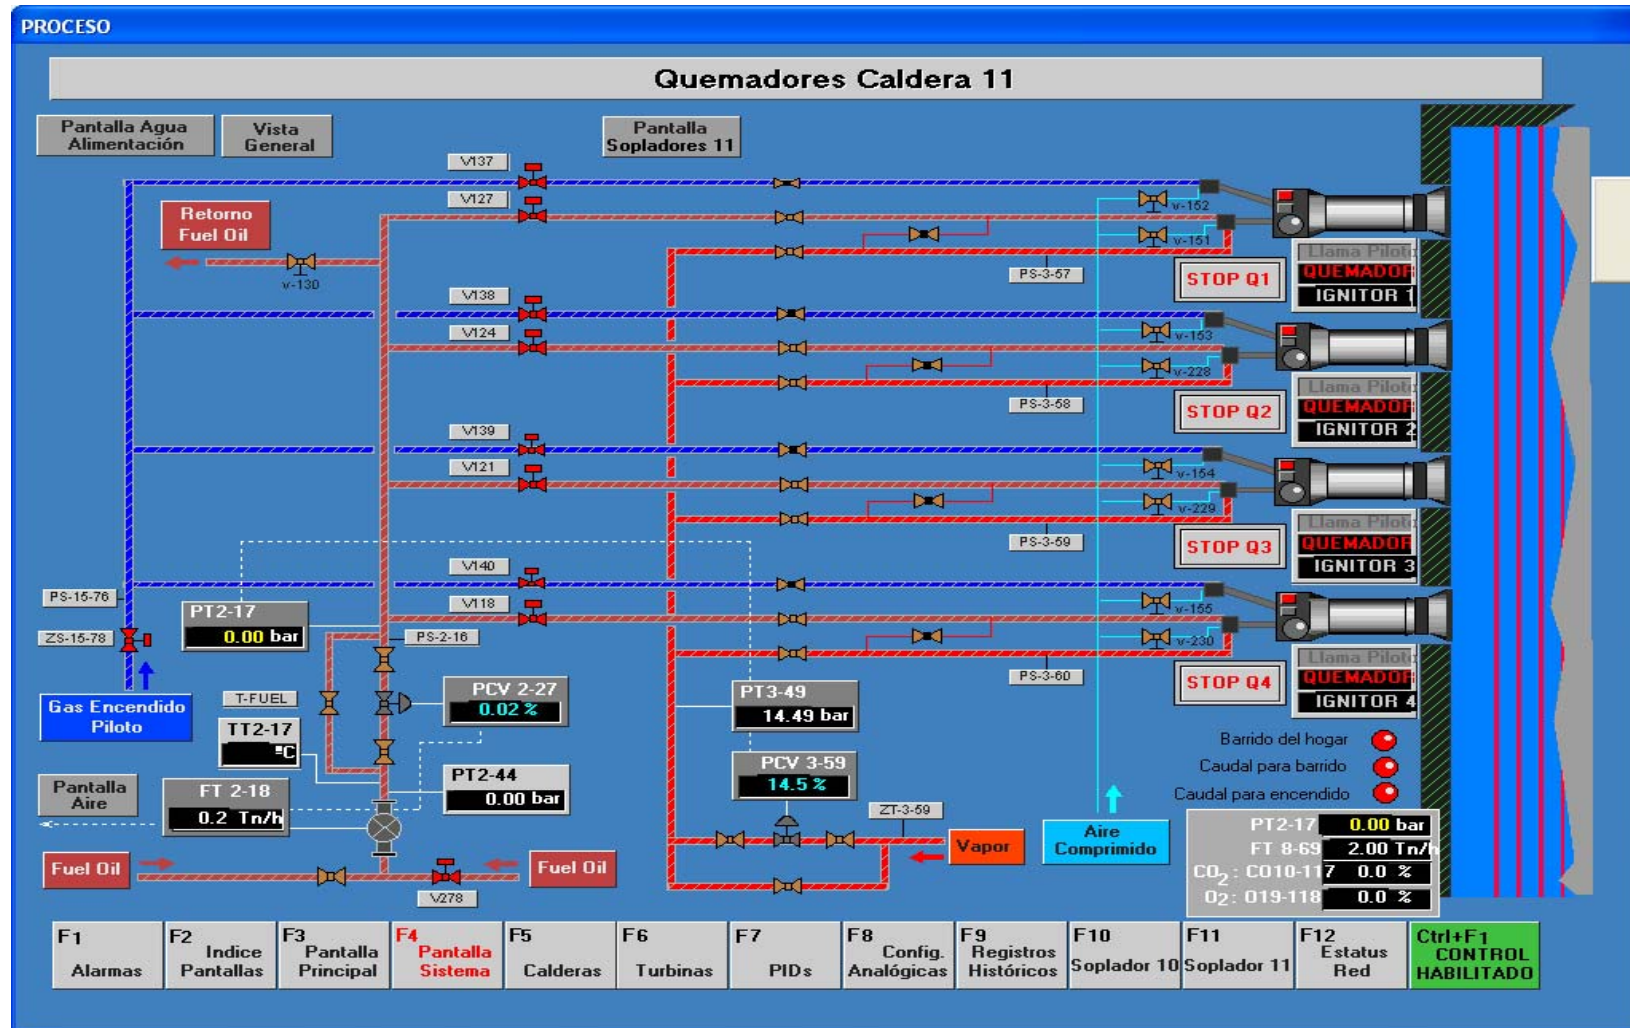 PROCESO
Quemadores Caldera 11
Pantalla Agua
Alimentación
Vista
General
Pantalla
Sopladores 11
V137
V127
v-152
v-151
Retorno
Fuel Oil
v-130
PS-3-57
STOP Q1
Llama Piloto
QUEMADOR
IGNITOR 1
V138
V124
v-153
v-228
PS-3-58
STOP Q2
Llama Piloto
QUEMADOR
IGNITOR 2
V139
V121
v-154
v-229
PS-3-59
STOP Q3
Llama Piloto
QUEMADOR
IGNITOR 3
V140
V118
v-155
v-230
PS-3-60
STOP Q4
Llama Piloto
QUEMADOR
IGNITOR 4
PS-15-76
ZS-15-78
PT2-17
0.00 bar
PS-2-16
Gas Encendido
Piloto
T-FUEL
TT2-17
ºC
PCV 2-27
0.02 %
PT3-49
14.49 bar
PCV 3-59
14.5 %
PT2-44
0.00 bar
Pantalla
Aire
FT 2-18
0.2 Tn/h
ZT-3-59
Vapor
Aire
Comprimido
Fuel Oil
Fuel Oil
V278
Barrido del hogar
Caudal para barrido
Caudal para encendido
PT2-17 0.00 bar
FT 8-69 2.00 Tn/h
CO2 : CO10-117 0.0 %
O2 : O19-118 0.0 %
F1
Alarmas
F2
Indice
Pantallas
F3
Pantalla
Principal
F4
Pantalla
Sistema
F5
Calderas
F6
Turbinas
F7
PIDs
F8
Config.
Analógicas
F9
Registros
Históricos
F10
Soplador 10
F11
Soplador 11
F12
Estatus
Red
Ctrl+F1
CONTROL
HABILITADO